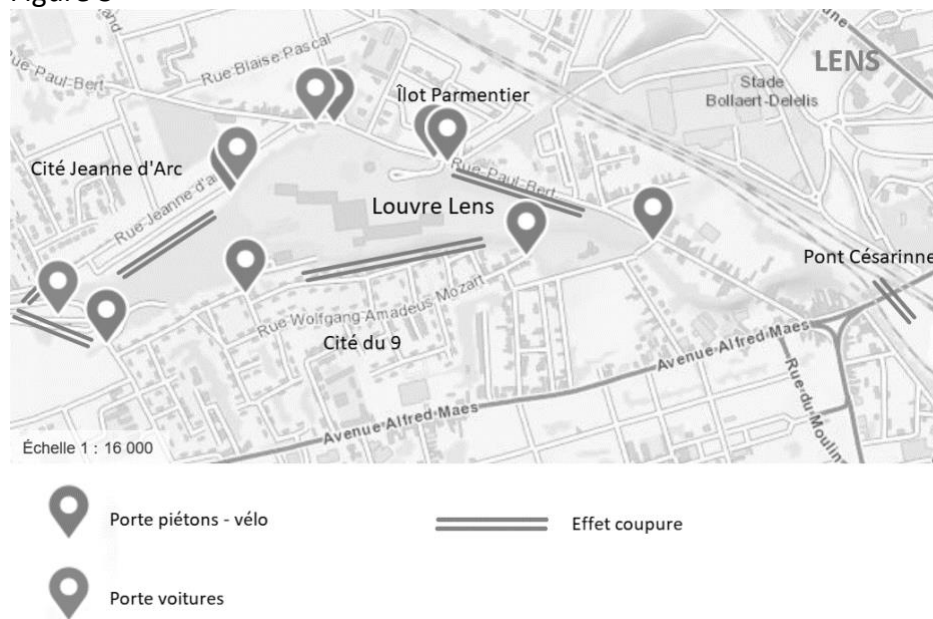 LENS
Rue Blaise Pascal
Rue-Paul-Bert
Stade
Bollaert-Delelis
Îlot Parmentier
Cité Jeanne d'Arc
Rue-Paul-Bert
Rue Jeanne d'a
Louvre Lens
Pont Césarinne
Rue Wolfgang Amadeus Mozart
Cité du 9
Avenue Alfred Maes
Avenue Alfred Maes
Rue du Moulin
Échelle 1 : 16 000
Porte piétons - vélo
Effet coupure
Porte voitures